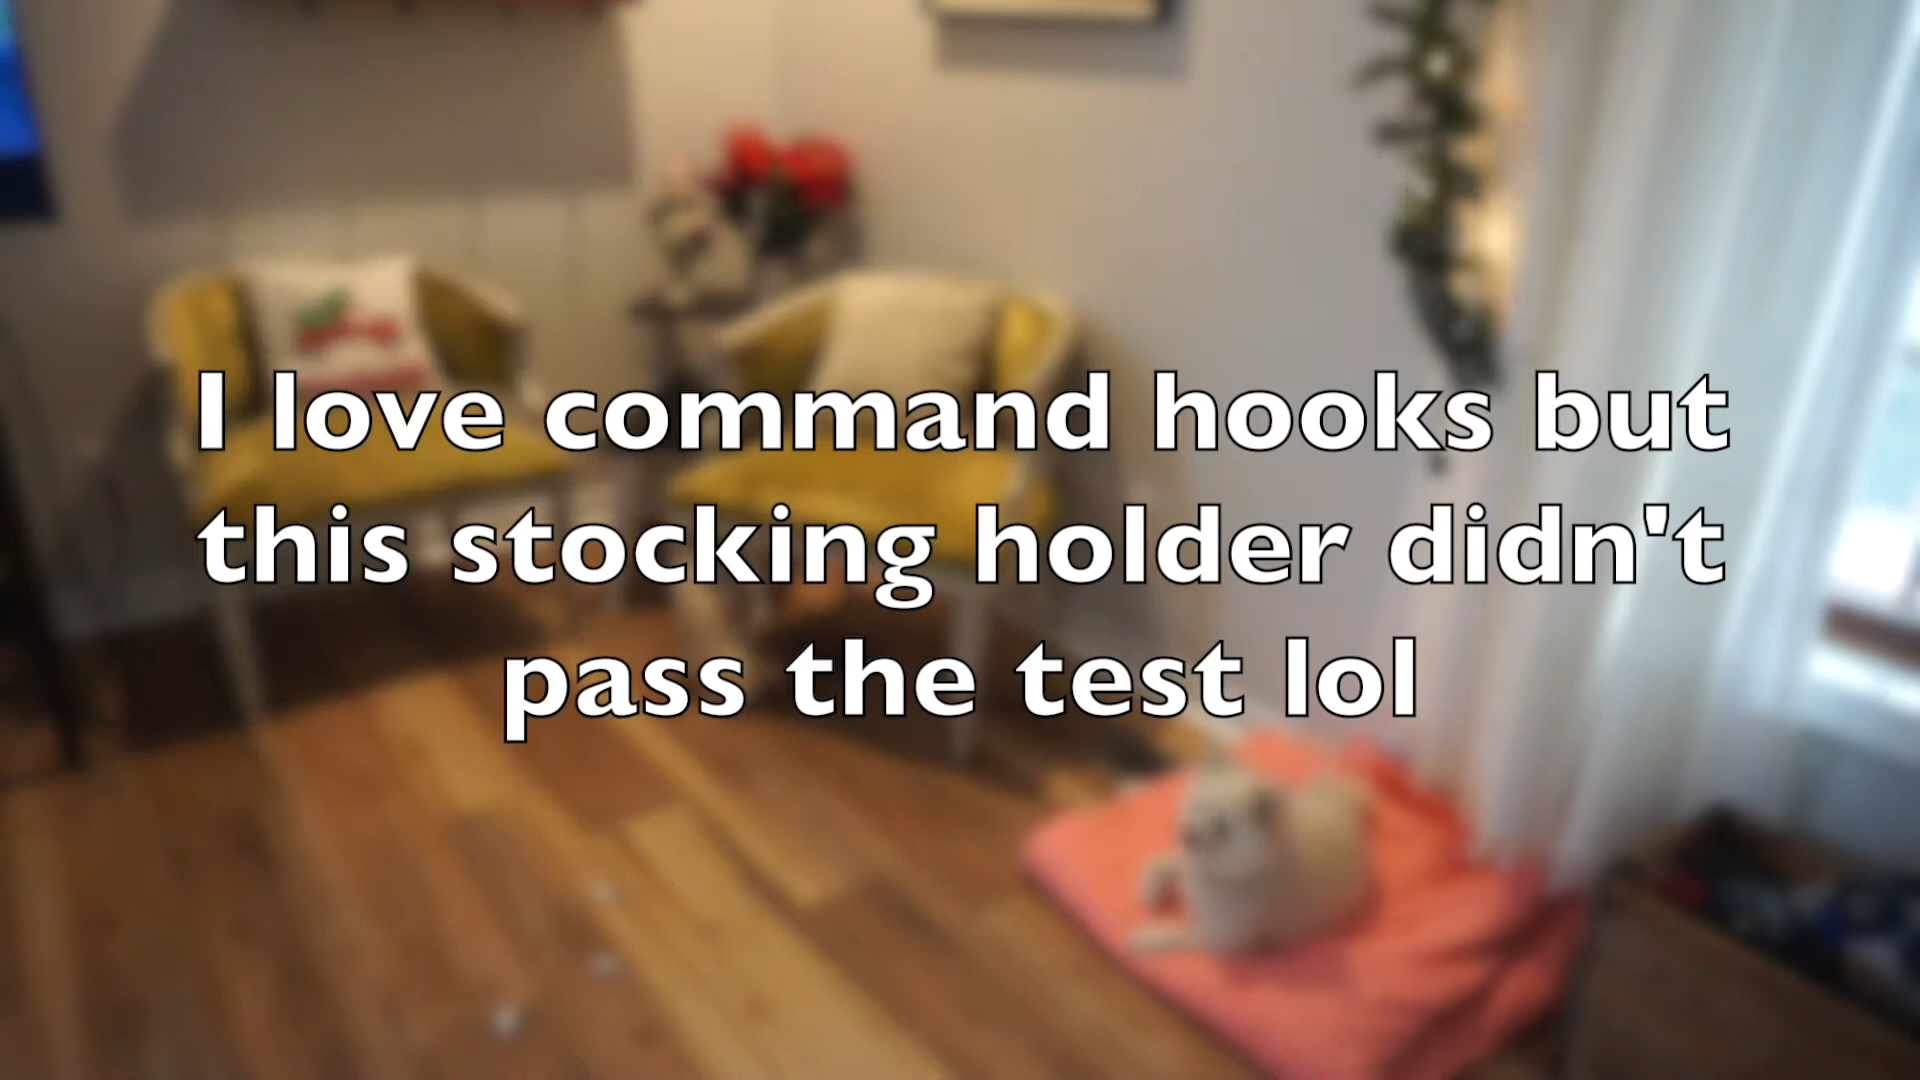 I love command hooks but
this stocking holder didn't
pass the test lol